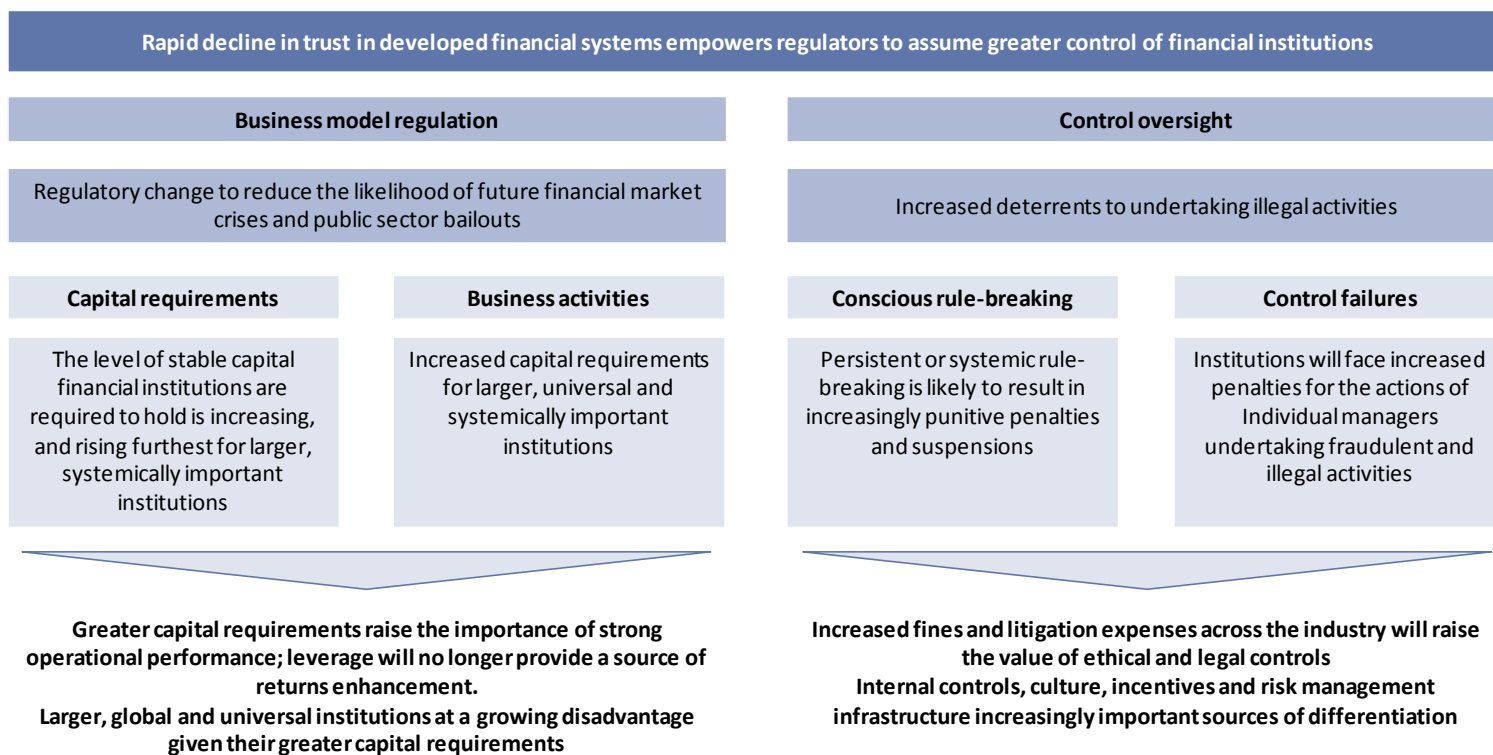 Rapid decline in trust in developed financial systems empowers regulators to assume greater control of financial institutions
Business model regulation
Regulatory change to reduce the likelihood of future financial market
crises and public sector bailouts
Capital requirements
The level of stable capital
financial institutions are
required to hold is increasing,
and rising furthest for larger,
systemically important
institutions
Business activities
Increased capital requirements
for larger, universal and
systemically important
institutions
Greater capital requirements raise the importance of strong
operational performance; leverage will no longer provide a source of
returns enhancement.
Larger, global and universal institutions at a growing disadvantage
given their greater capital requirements
Control oversight
Increased deterrents to undertaking illegal activities
Conscious rule-breaking
Persistent or systemic rule-
breaking is likely to result in
increasingly punitive penalties
and suspensions
Control failures
Institutions will face increased
penalties for the actions of
Individual managers
undertaking fraudulent and
illegal activities
Increased fines and litigation expenses across the industry will raise
the value of ethical and legal controls
Internal controls, culture, incentives and risk management
infrastructure increasingly important sources of differentiation